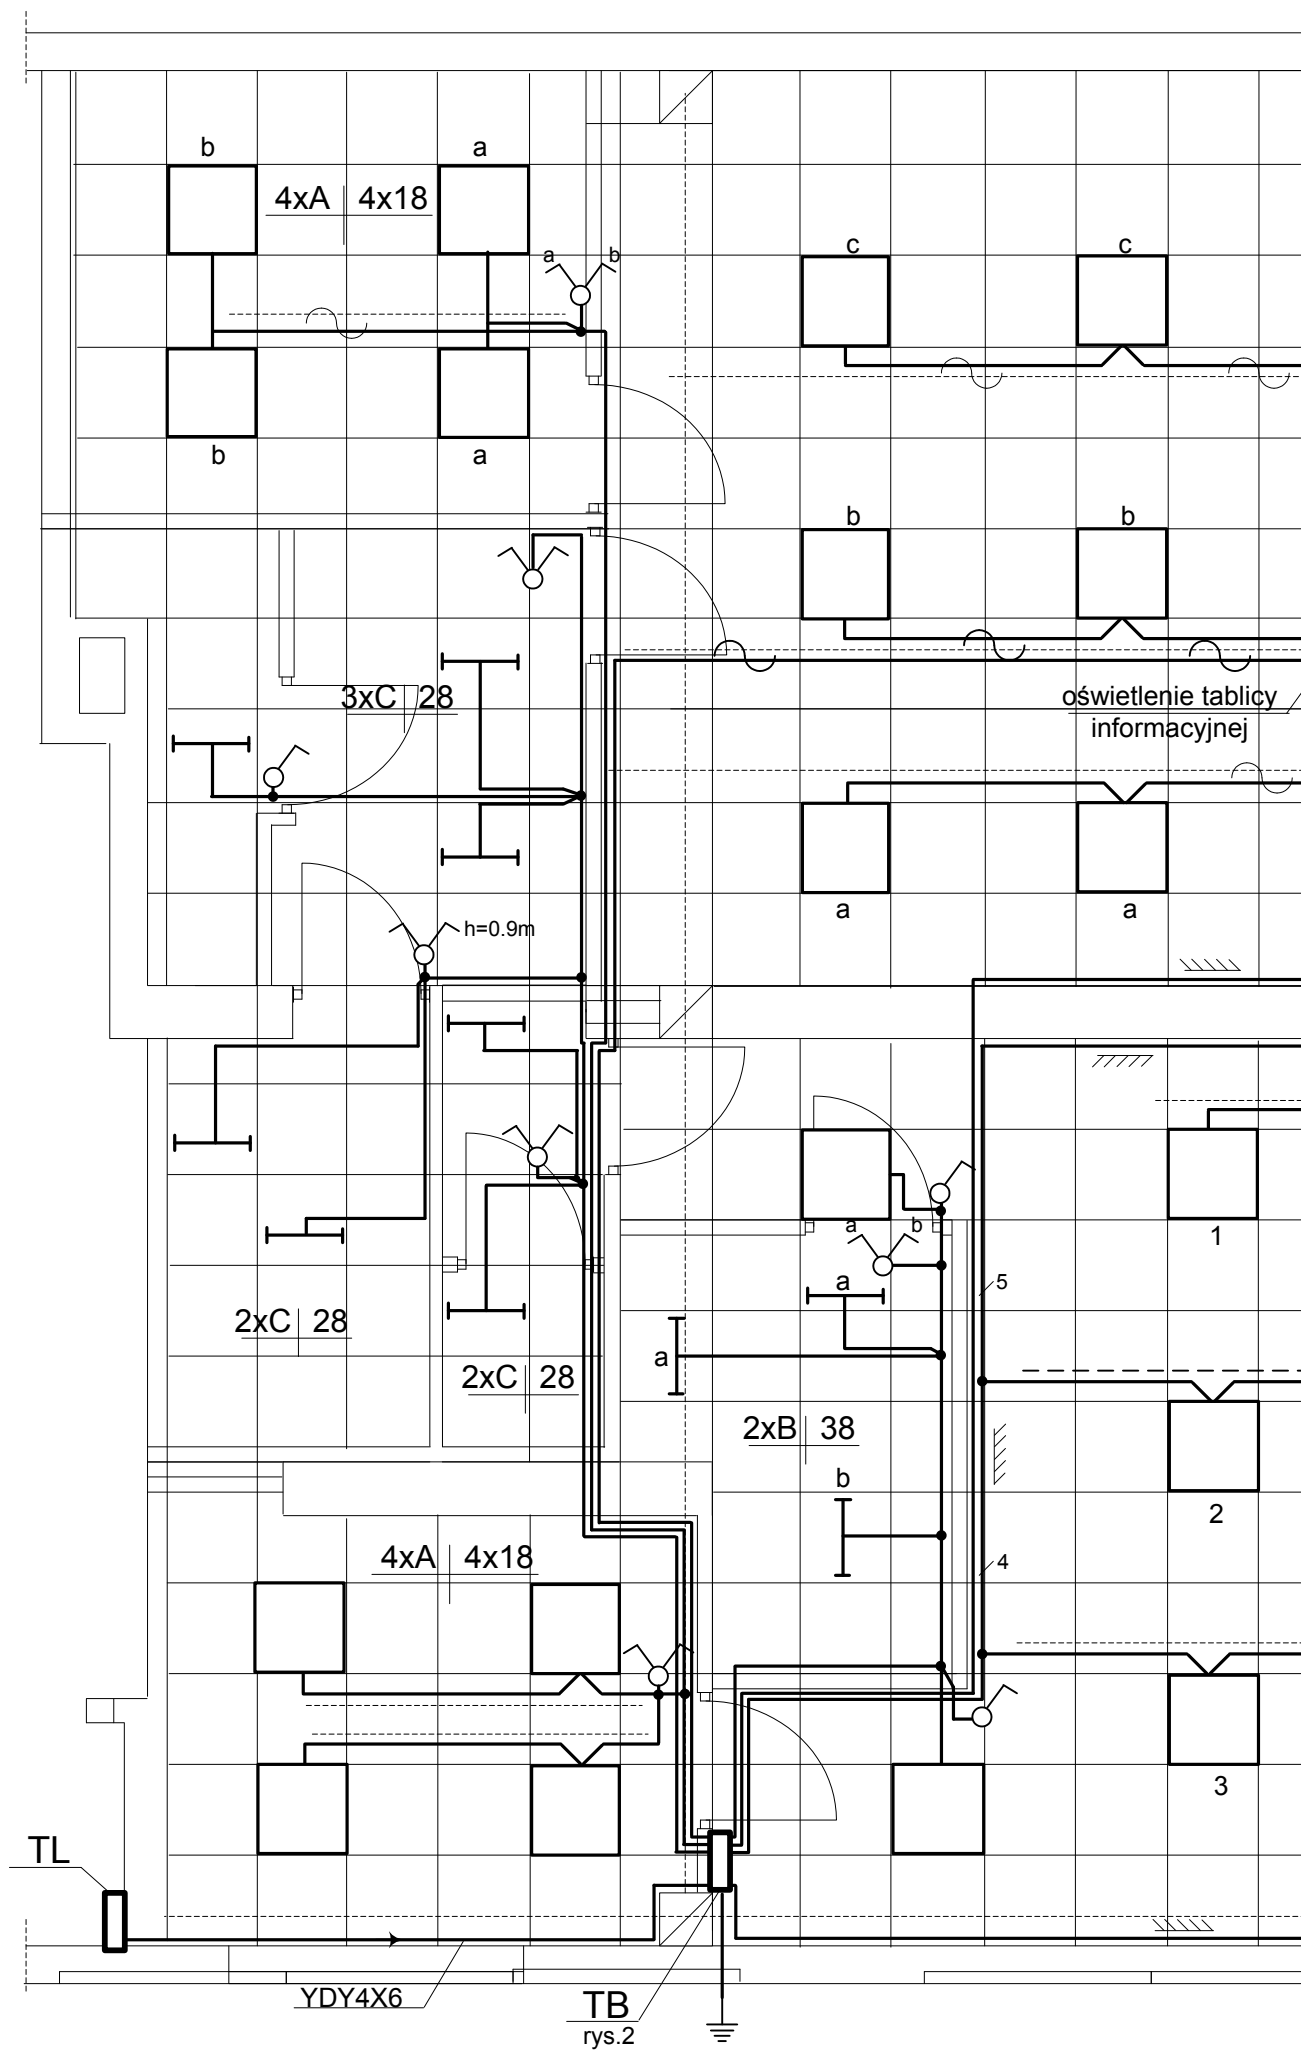 b
a
4xA 4x18
a
b
c
c
b
a
b
b
3xC 28
oświetlenie tablicy
informacyjnej
a
a
h=0.9m
1
a
b
5
a
2xC 28
a
2xC 28
2xB 38
b
2
4xA 4x18
4
3
TL
YDY4X6
TB
rys.2